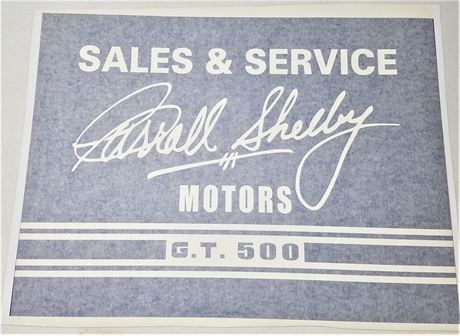 SALES & SERVICE
Carroll Shelby
MOTORS
G.T. 500